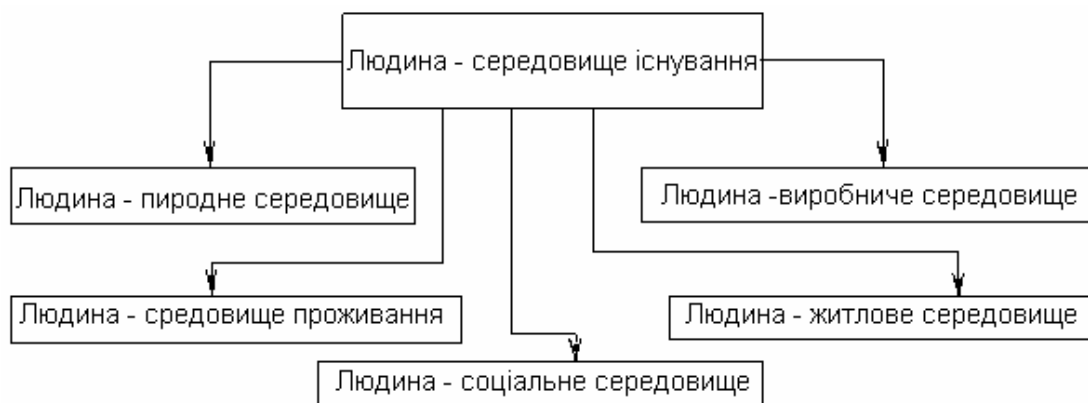 Людина - середовище існування
Людина - пиродне середовище
Людина -виробниче середовище
Людина - средовище проживання
Людина - житлове середовище
Людина - соціальне середовище